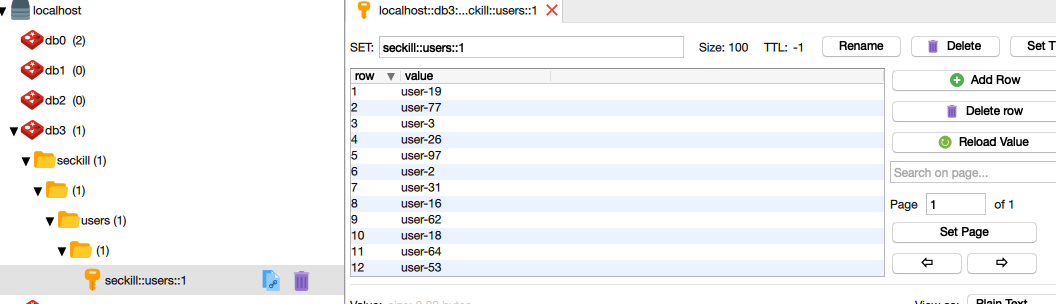 localhost
db0 (2)
db1 (0)
db2 (0)
db3 (1)
seckill (1)
(1)
users (1)
(1)
seckill::users::1
localhost::db3:...ckill::users::1
SET: seckill::users::1 Size: 100 TTL: -1 Rename Delete Set T
row value
1 user-19
2 user-77
3 user-3
4 user-26
5 user-97
6 user-2
7 user-31
8 user-16
9 user-62
10 user-18
11 user-64
12 user-53
Add Row
Delete row
Reload Value
Search on page...
Page 1 of 1
Set Page
Value: size: 0.00 bytes View as: Plain Text